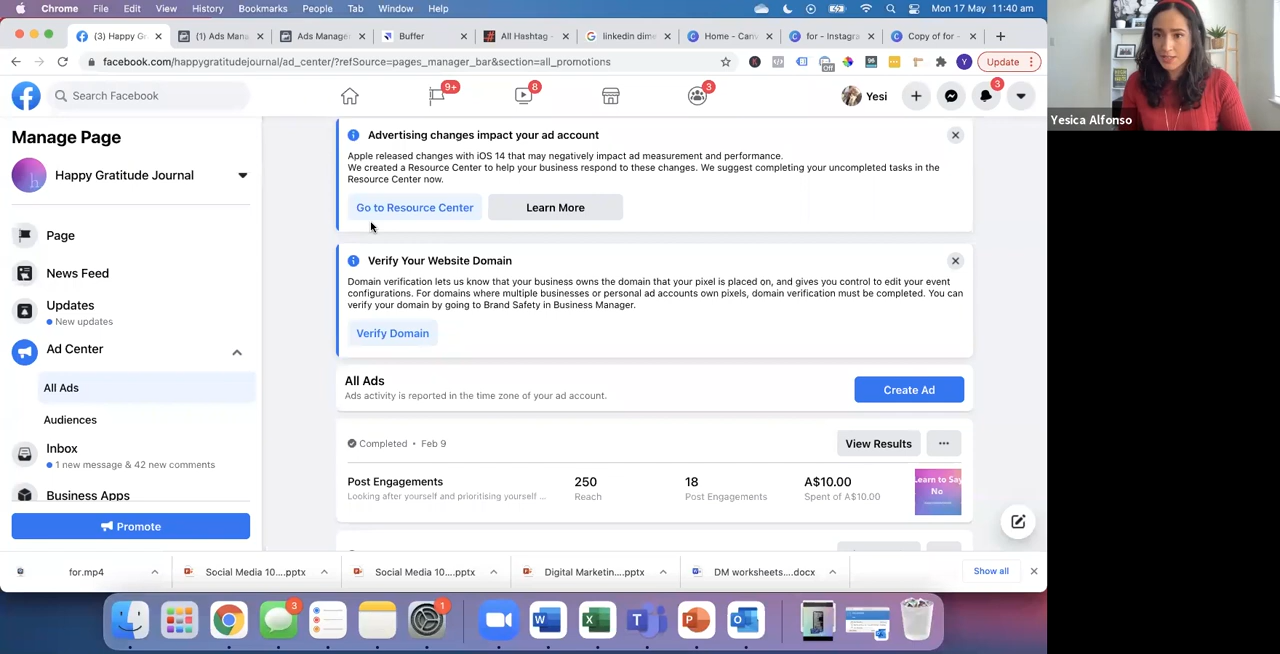 Chrome File Edit View History Bookmarks People Tab Window Help
Mon 17 May 11:40 am
(3) Happy G
(1) Ads Mana
Ads Manage
Buffer
All Hashtag -
linkedin dime
Home - Canv
for - Instagra
Copy of for -
facebook.com/happygratitudejournal/ad_center/?refSource=pages_manager_bar&section=all_promotions
Off
96
Y
Update
Search Facebook
9+
8
3
Yesi
3
Yesica Alfonso
Manage Page
Happy Gratitude Journal
Page
News Feed
Updates
New updates
Ad Center
All Ads
Audiences
Inbox
1 new message & 42 new comments
Business Apps
Promote
Advertising changes impact your ad account
Apple released changes with iOS 14 that may negatively impact ad measurement and performance.
We created a Resource Center to help your business respond to these changes. We suggest completing your uncompleted tasks in the
Resource Center now.
Go to Resource Center
Learn More
Verify Your Website Domain
Domain verification lets us know that your business owns the domain that your pixel is placed on, and gives you control to edit your event
configurations. For domains where multiple businesses or personal ad accounts own pixels, domain verification must be completed. You can
verify your domain by going to Brand Safety in Business Manager.
Verify Domain
All Ads
Ads activity is reported in the time zone of your ad account.
Create Ad
Completed • Feb 9
View Results
...
Post Engagements
Looking after yourself and prioritising yourself ...
250
Reach
18
Post Engagements
A$10.00
Spent of A$10.00
Learn to Say
No
for.mp4
Social Media 10....pptx
Social Media 10....pptx
Digital Marketin....pptx
DM worksheets....docx
Show all
3
1